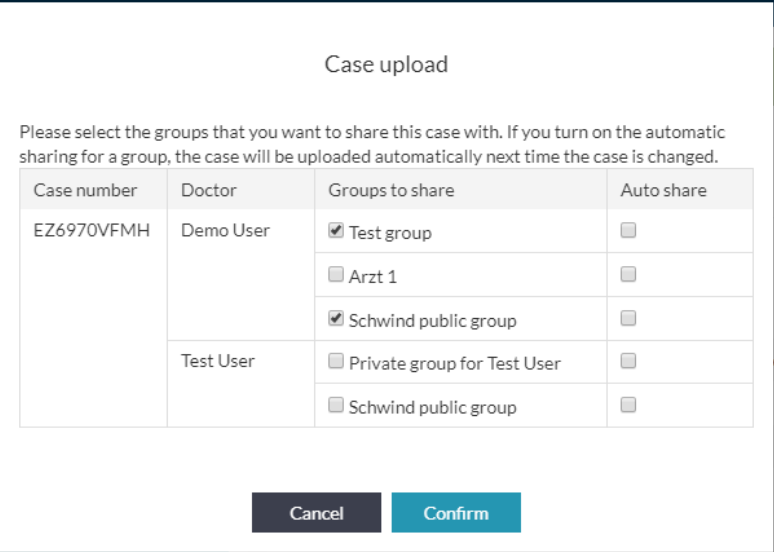 Case upload
Please select the groups that you want to share this case with. If you turn on the automatic
sharing for a group, the case will be uploaded automatically next time the case is changed.
Case number Doctor Groups to share Auto share
EZ6970VFMH Demo User Test group
Arzt 1
Schwind public group
Test User Private group for Test User
Schwind public group
Cancel Confirm